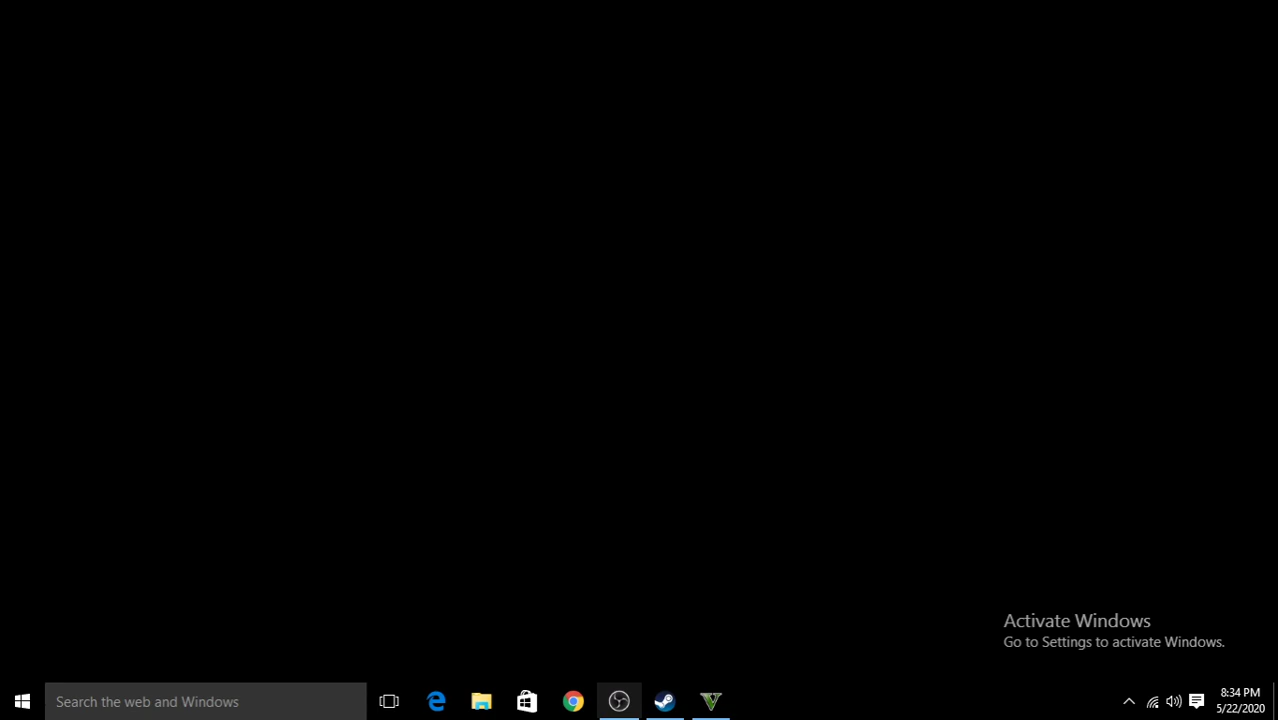 Activate Windows
Go to Settings to activate Windows.
Search the web and Windows
8:34 PM
5/22/2020